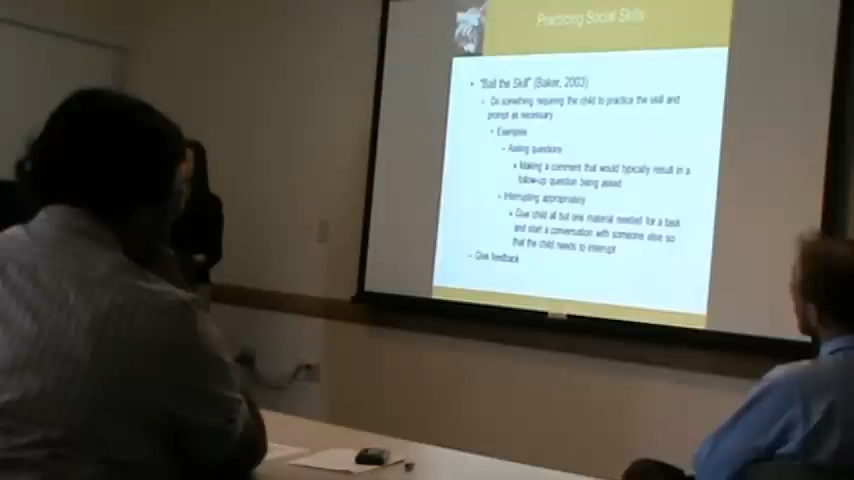 Practicing Social Skills
• "Bait the Skill" (Baker, 2003)
– Do something requiring the child to practice the skill and
prompt as necessary
• Examples
– Asking questions
• Making a comment that would typically result in a
follow-up question being asked
– Interrupting appropriately
• Give child all but one material needed for a task
and start a conversation with someone else so
that the child needs to interrupt
– Give feedback